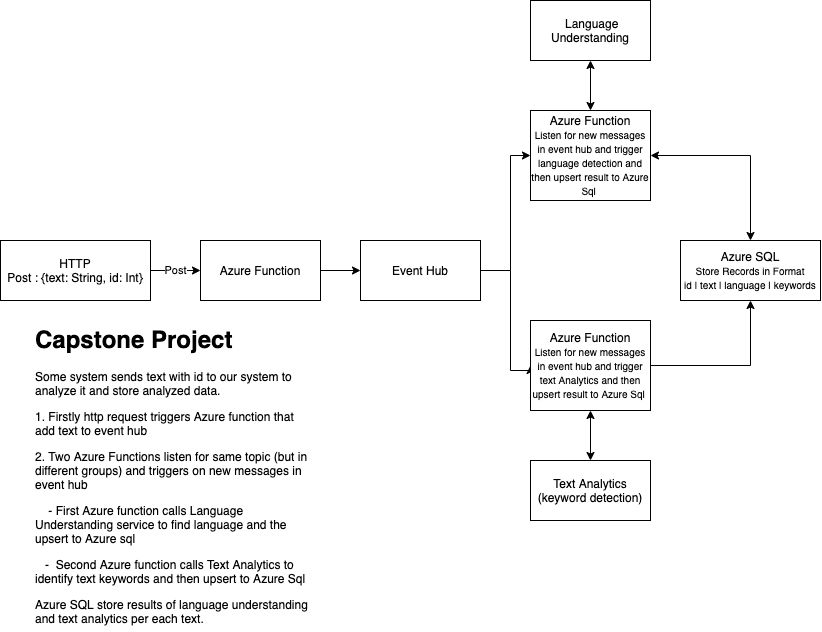 Language
Understanding
Azure Function
Listen for new messages
in event hub and trigger
language detection and
then upsert result to Azure
Sql
HTTP
Post : {text: String, id: Int}
Post
Azure Function
Event Hub
Azure SQL
Store Records in Format
id | text | language | keywords
Azure Function
Listen for new messages
in event hub and trigger
text Analytics and then
upsert result to Azure Sql
Text Analytics
(keyword detection)
Capstone Project
Some system sends text with id to our system to
analyze it and store analyzed data.
1. Firstly http request triggers Azure function that
add text to event hub
2. Two Azure Functions listen for same topic (but in
different groups) and triggers on new messages in
event hub
- First Azure function calls Language
Understanding service to find language and the
upsert to Azure sql
- Second Azure function calls Text Analytics to
identify text keywords and then upsert to Azure Sql
Azure SQL store results of language understanding
and text analytics per each text.